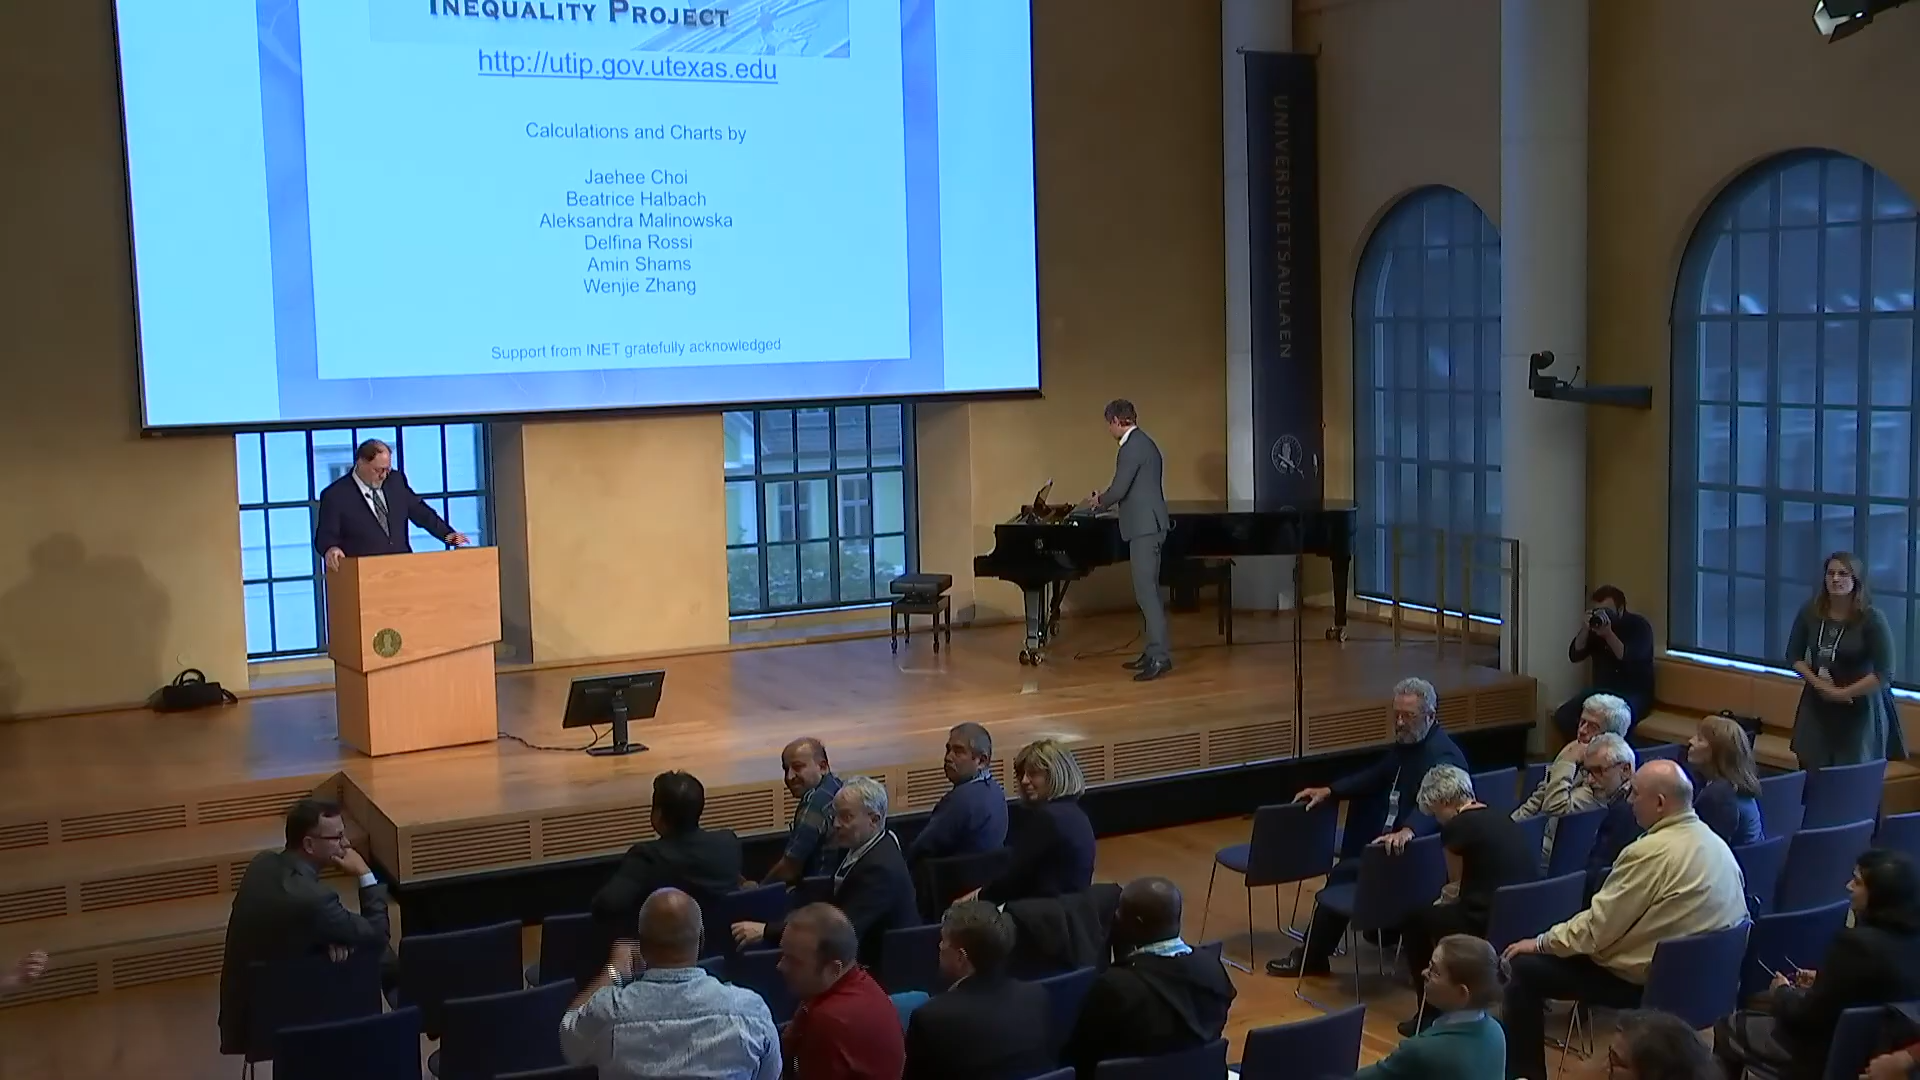 INEQUALITY PROJECT
http://utip.gov.utexas.edu
Calculations and Charts by
Jaehee Choi
Beatrice Halbach
Aleksandra Malinowska
Delfina Rossi
Amin Shams
Wenjie Zhang
Support from INET gratefully acknowledged
UNIVERSITETSAULAEN